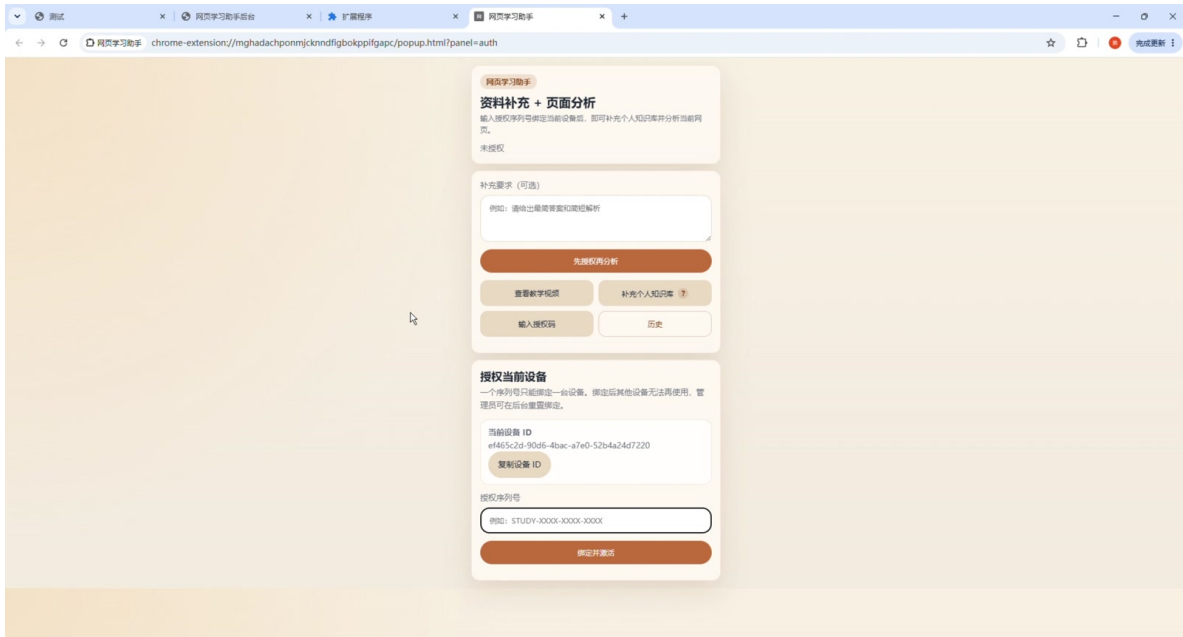 测试
网页学习助手后台
扩展程序
网页学习助手
网页学习助手
chrome-extension://mghadachponmjcknndfigbokppifgapc/popup.html?panel=auth
完成更新
网页学习助手
资料补充 + 页面分析
输入授权序列号绑定当前设备后，即可补充个人知识库并分析当前网
页。
未授权
补充要求（可选）
例如：请给出最简答案和简短解析
先授权再分析
查看教学视频
补充个人知识库 ?
输入授权码
历史
授权当前设备
一个序列号只能绑定一台设备。绑定后其他设备无法再使用，管
理员可在后台重置绑定。
当前设备 ID
ef465c2d-90d6-4bac-a7e0-52b4a24d7220
复制设备 ID
授权序列号
例如：STUDY-XXXX-XXXX-XXXX
绑定并激活